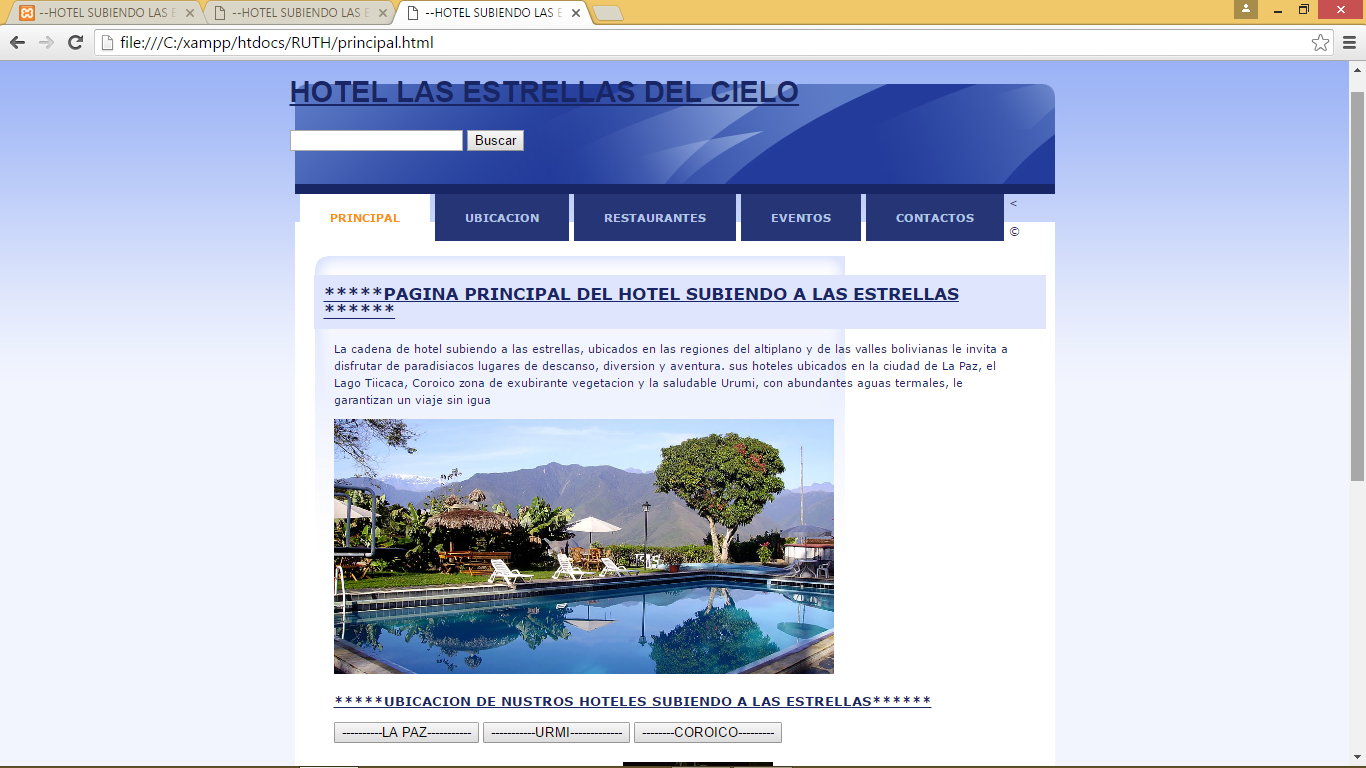 --HOTEL SUBIENDO LAS E
--HOTEL SUBIENDO LAS E
--HOTEL SUBIENDO LAS E
file:///C:/xampp/htdocs/RUTH/principal.html
HOTEL LAS ESTRELLAS DEL CIELO
Buscar
PRINCIPAL UBICACION RESTAURANTES EVENTOS CONTACTOS <
©
*****PAGINA PRINCIPAL DEL HOTEL SUBIENDO A LAS ESTRELLAS
******
La cadena de hotel subiendo a las estrellas, ubicados en las regiones del altiplano y de las valles bolivianas le invita a
disfrutar de paradisiacos lugares de descanso, diversion y aventura. sus hoteles ubicados en la ciudad de La Paz, el
Lago Tiicaca, Coroico zona de exubirante vegetacion y la saludable Urumi, con abundantes aguas termales, le
garantizan un viaje sin igua
*****UBICACION DE NUSTROS HOTELES SUBIENDO A LAS ESTRELLAS******
----------LA PAZ----------- -----------URMI------------- --------COROICO---------